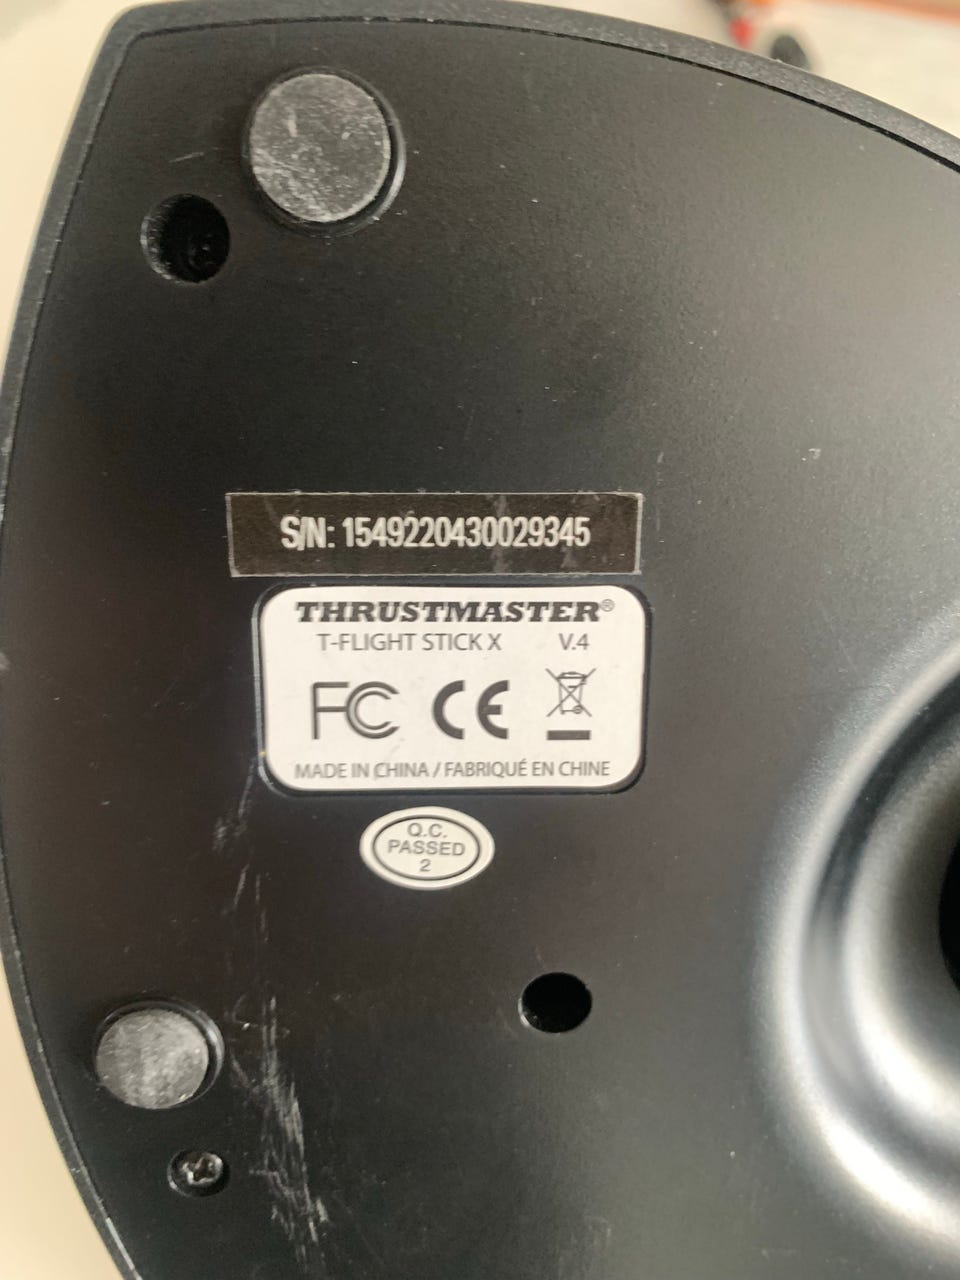 S/N: 1549220430029345
THRUSTMASTER®
T-FLIGHT STICK X V.4
FC CE
MADE IN CHINA / FABRIQUÉ EN CHINE
Q.C.
PASSED
2